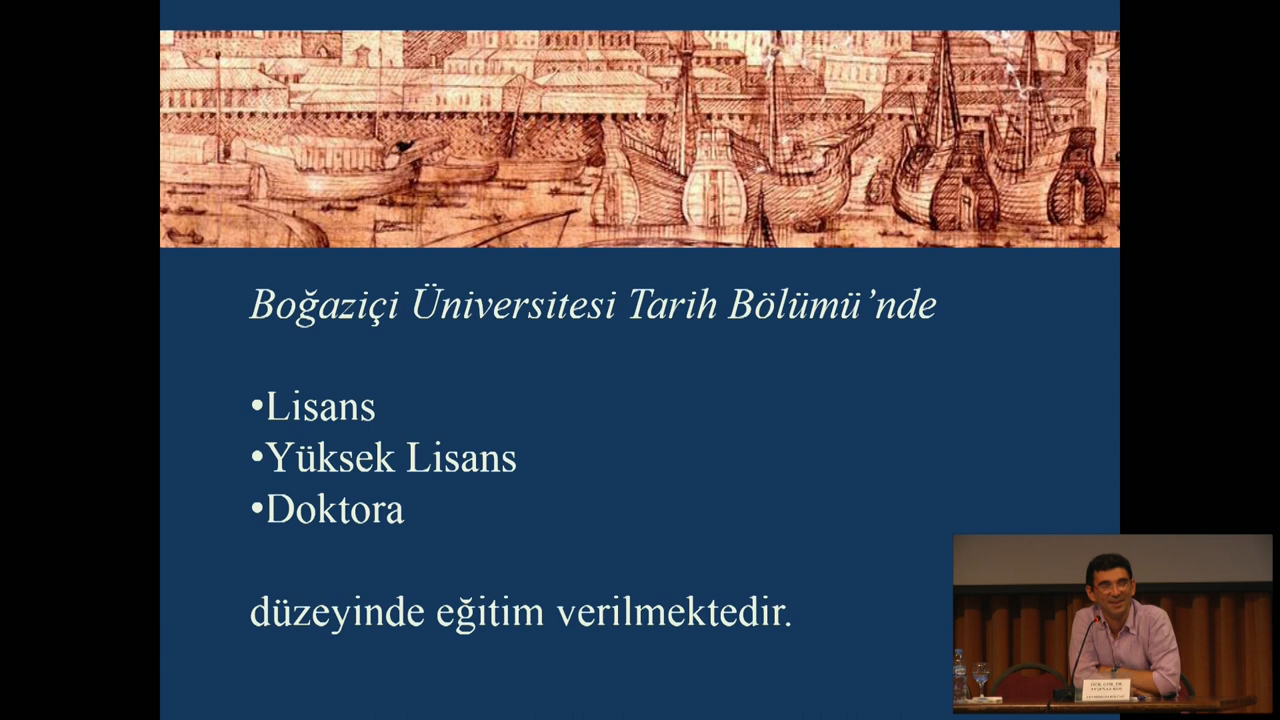 Boğaziçi Üniversitesi Tarih Bölümü’nde
•Lisans
•Yüksek Lisans
•Doktora
düzeyinde eğitim verilmektedir.